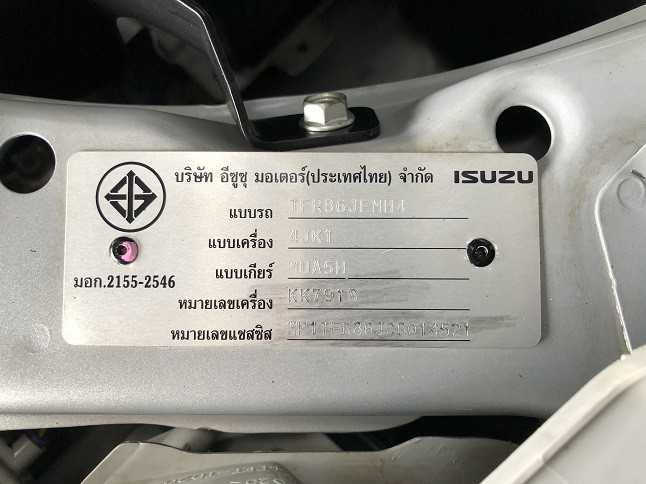 บริษัท อีซูซุ มอเตอร์(ประเทศไทย) จำกัด ISUZU
แบบรถ TFR86JEMH4
แบบเครื่อง 4JK1
แบบเกียร์ MUA5H
มอก.2155-2546
หมายเลขเครื่อง KK7918
หมายเลขแชสซิส